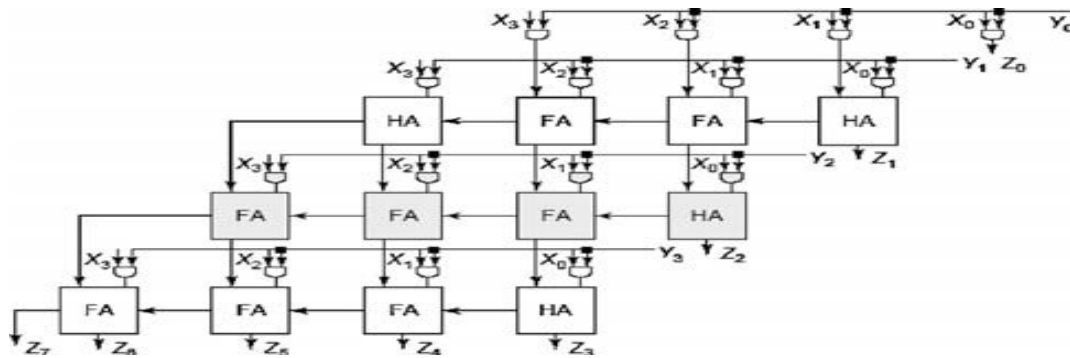 X3 X2 X1 X0 Y0
X3 X2 X1 X0 Y1 Z0
HA FA FA HA
X3 X2 X1 X0 Y2 Z1
FA FA FA HA
X3 X2 X1 X0 Y3 Z2
FA FA FA HA
Z7 Z6 Z5 Z4 Z3